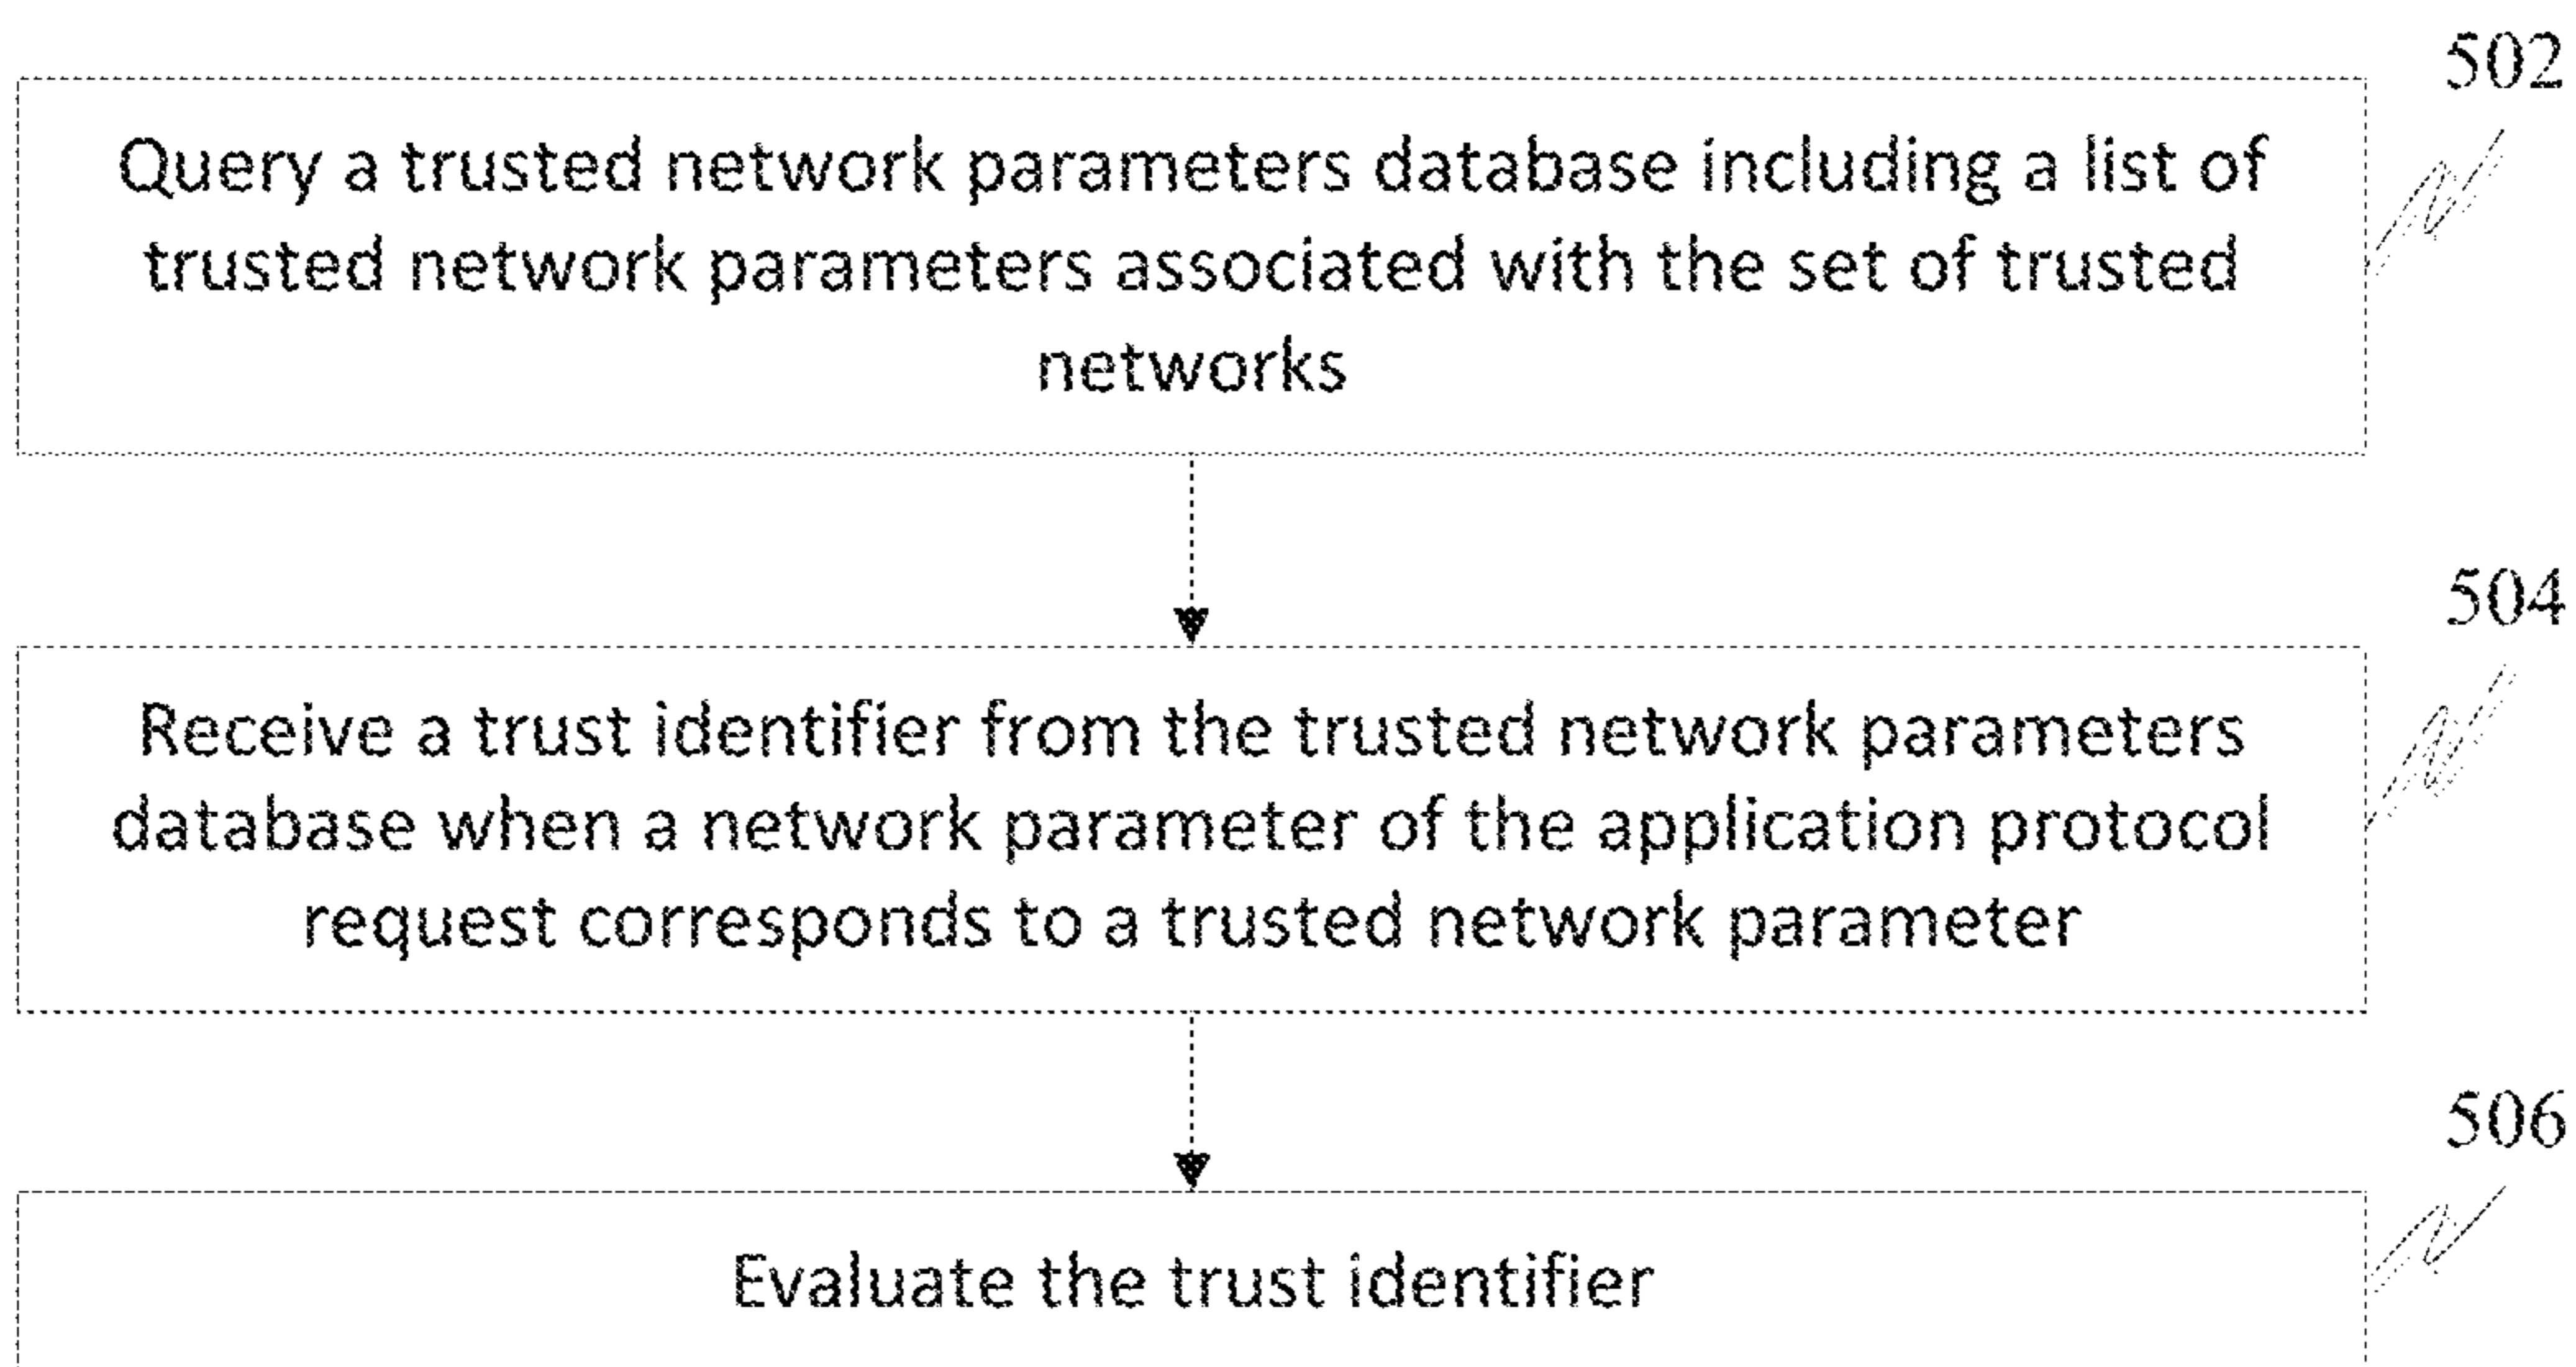 502
Query a trusted network parameters database including a list of
trusted network parameters associated with the set of trusted
networks
504
Receive a trust identifier from the trusted network parameters
database when a network parameter of the application protocol
request corresponds to a trusted network parameter
506
Evaluate the trust identifier